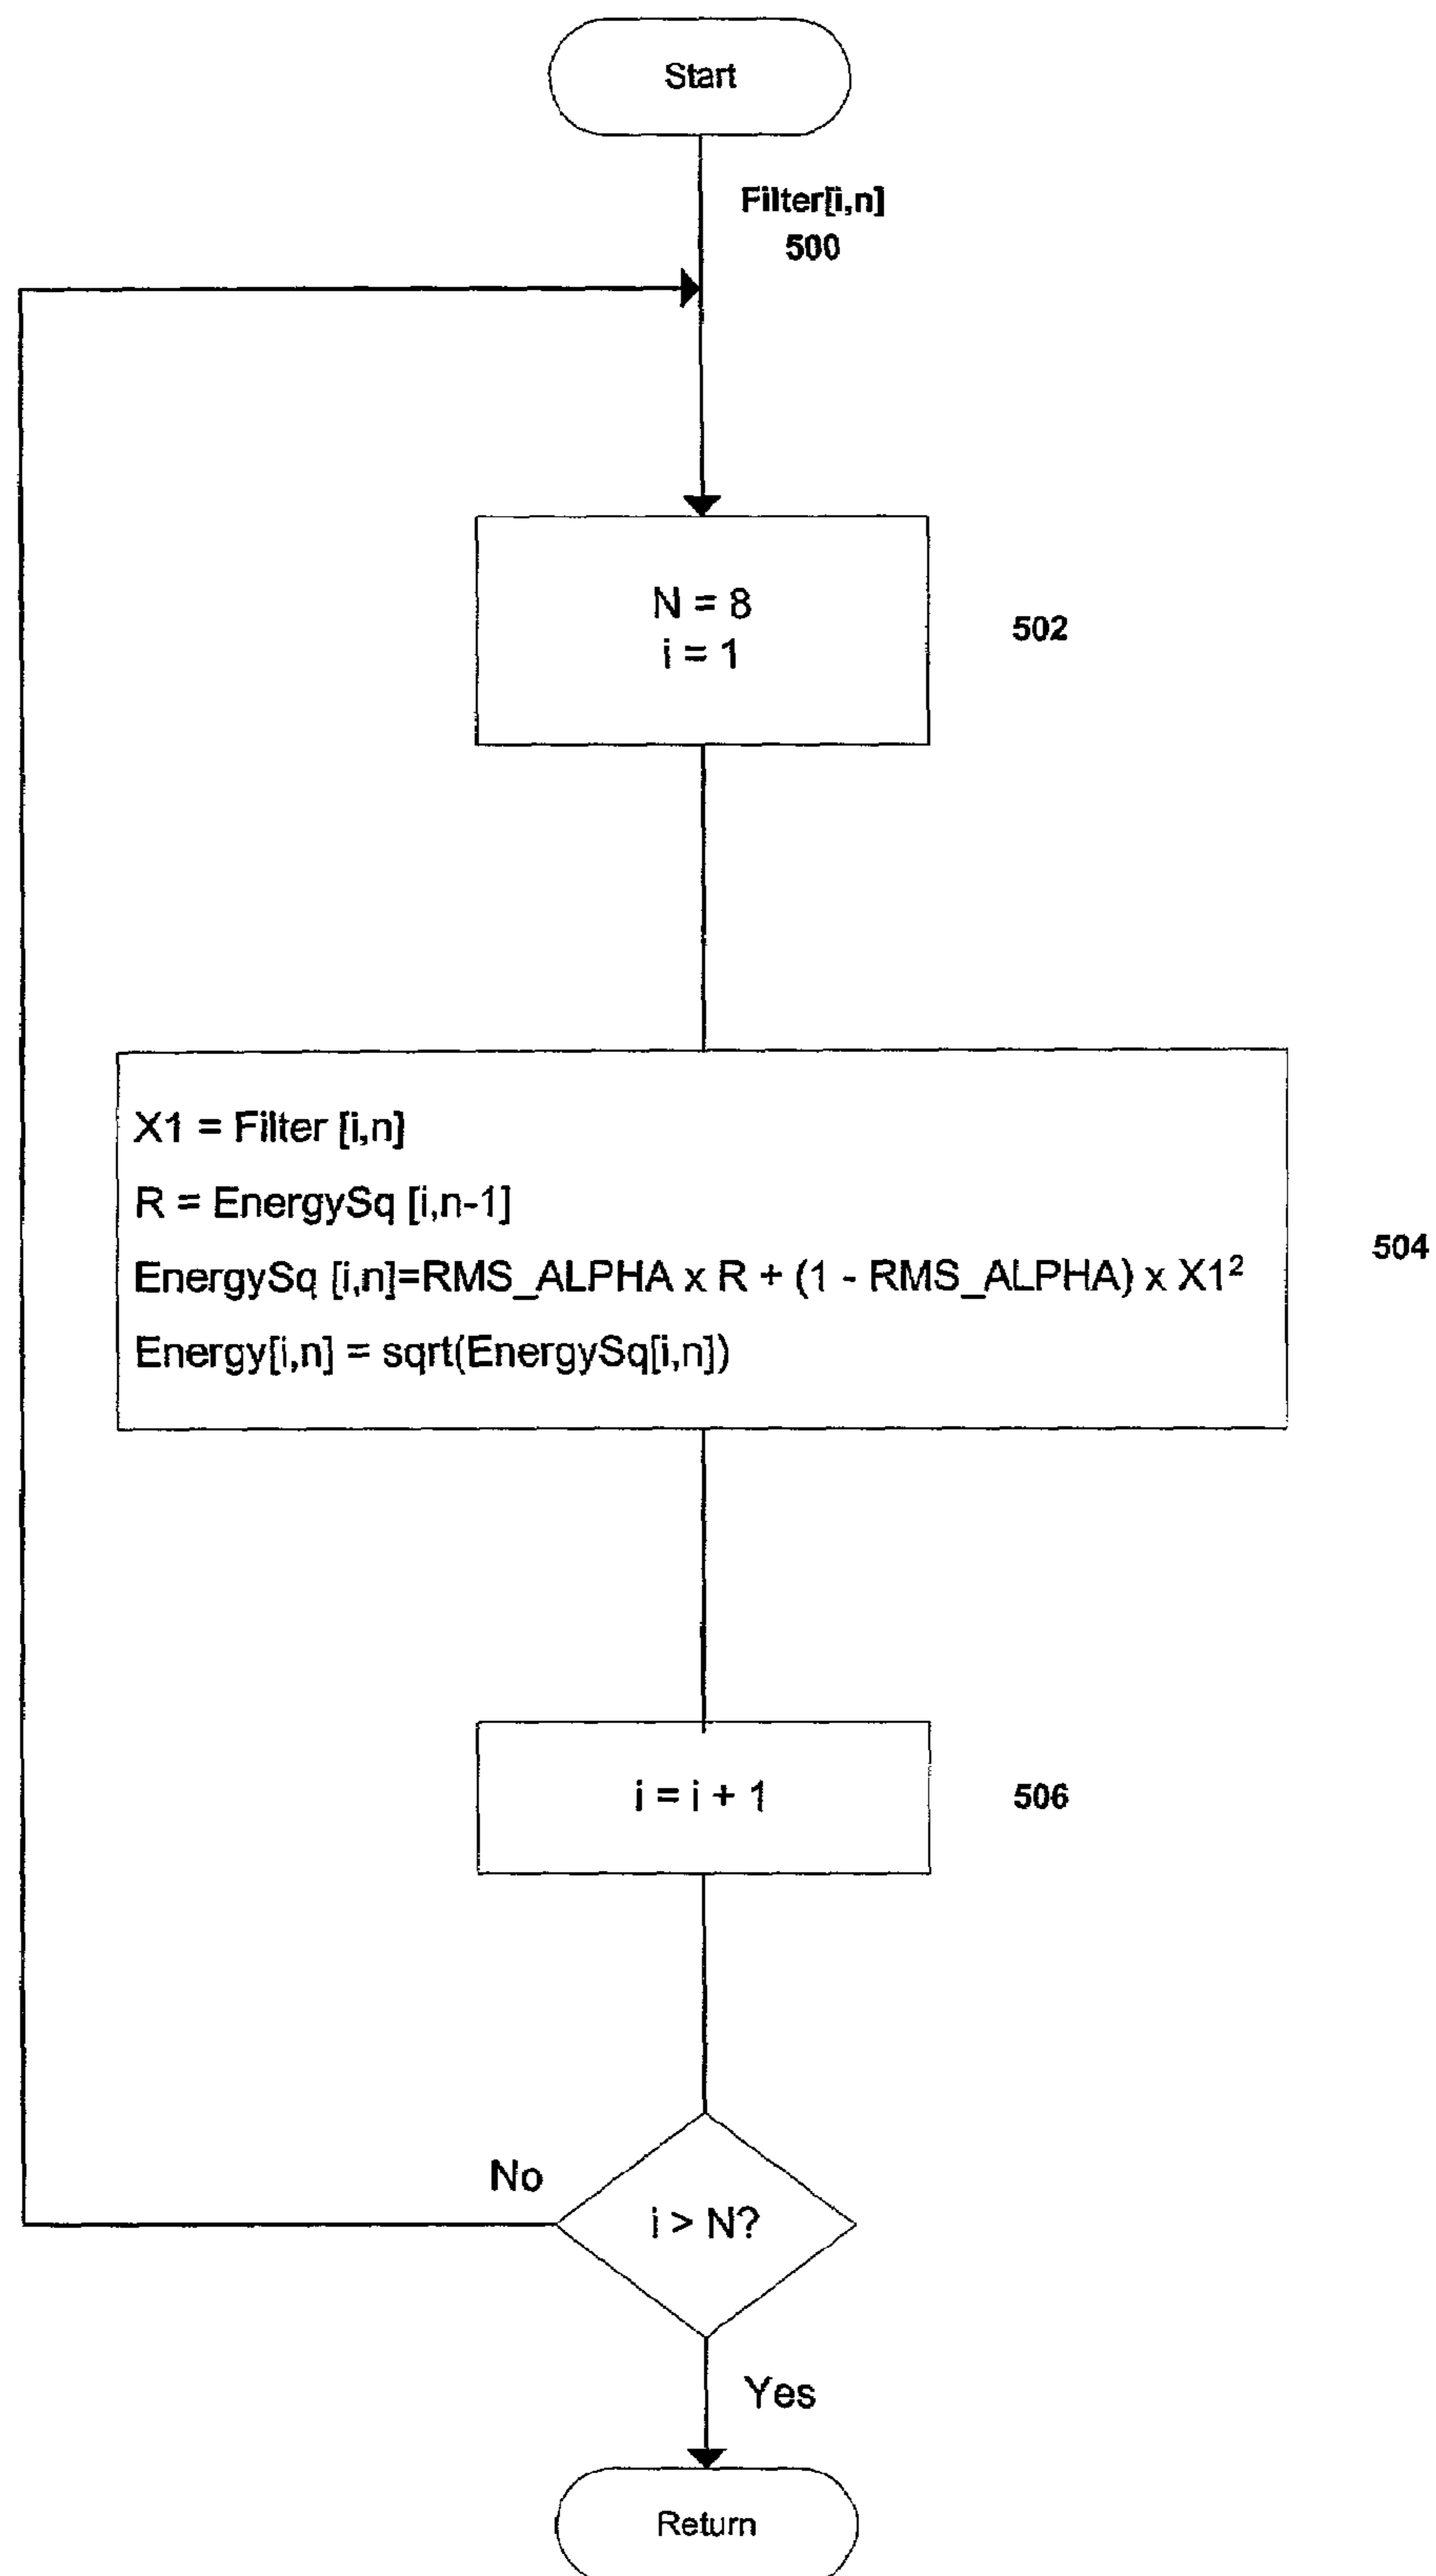 Start
Filter[i,n]
500
N = 8
i = 1
502
X1 = Filter [i,n]
R = EnergySq [i,n-1]
EnergySq [i,n]=RMS_ALPHA x R + (1 - RMS_ALPHA) x X1²
Energy[i,n] = sqrt(EnergySq[i,n])
504
i = i + 1
506
No
i > N?
Yes
Return